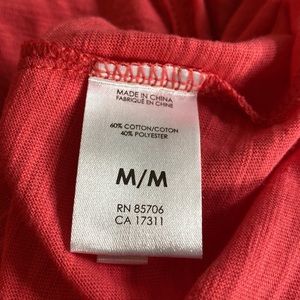 MADE IN CHINA
FABRIQUÉ EN CHINE
60% COTTON/COTON
40% POLYESTER
M/M
RN 85706
CA 17311